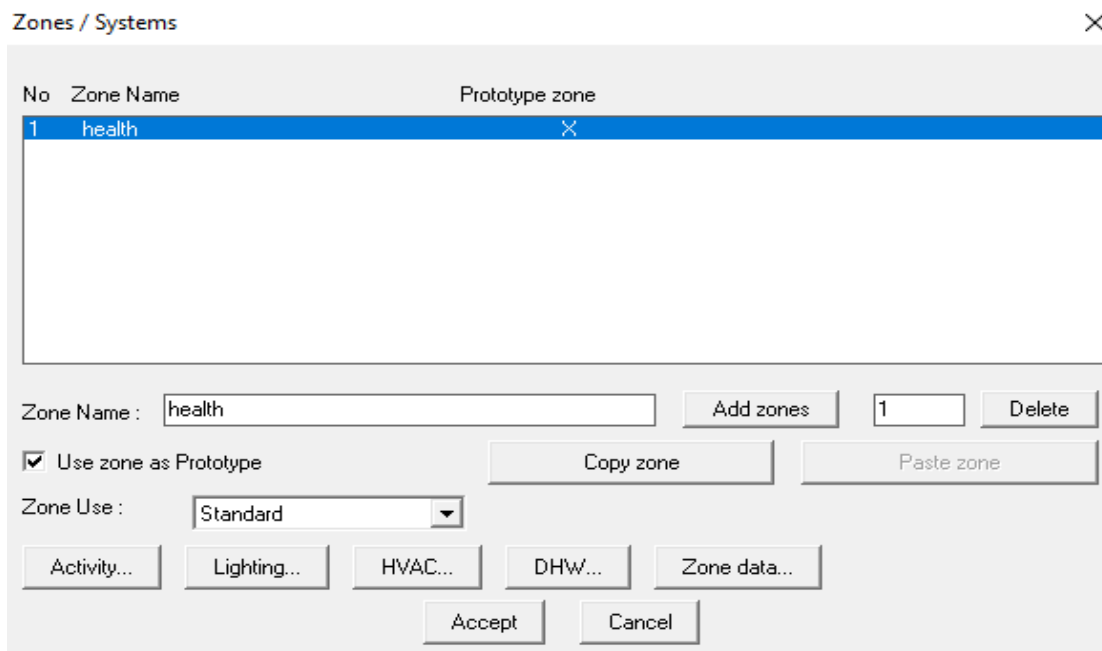 Zones / Systems
No Zone Name Prototype zone
1 health X
Zone Name : health Add zones 1 Delete
Use zone as Prototype Copy zone Paste zone
Zone Use : Standard
Activity... Lighting... HVAC... DHW... Zone data...
Accept Cancel